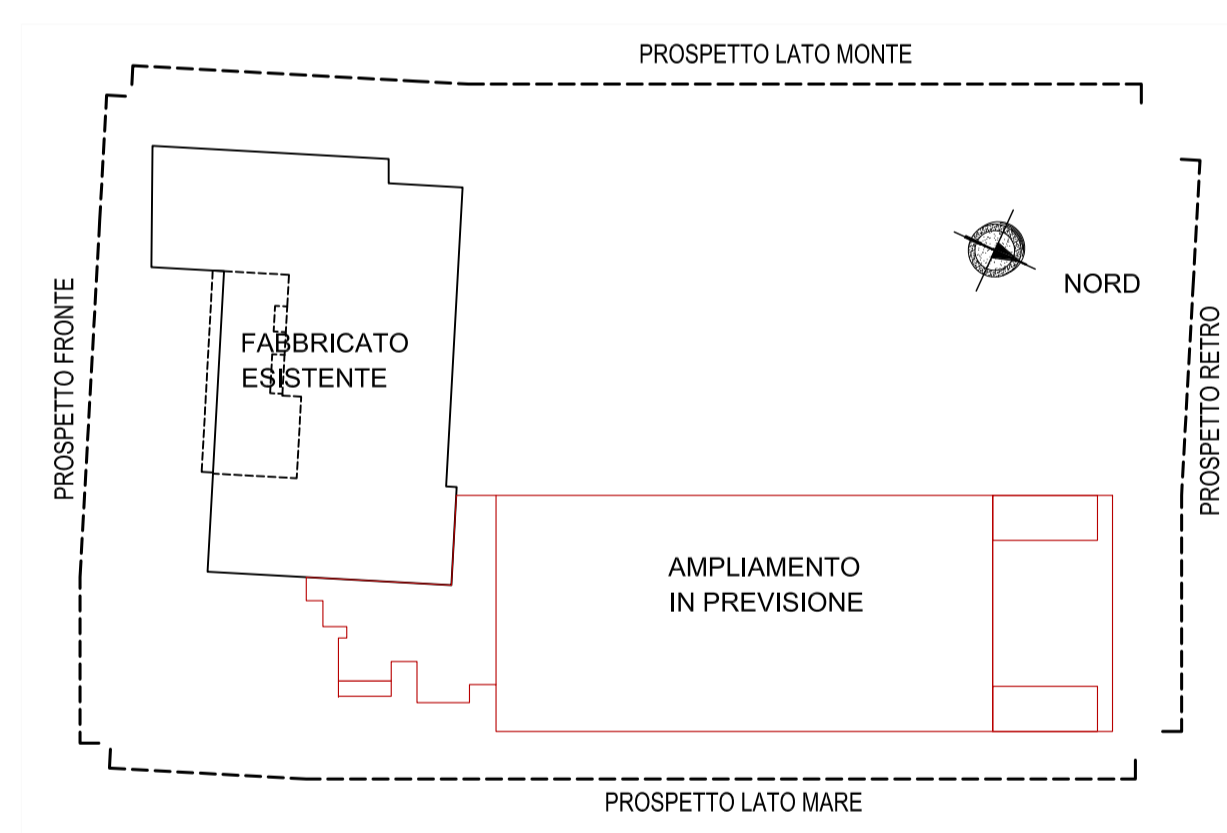 PROSPETTO LATO MONTE
PROSPETTO FRONTE
NORD
PROSPETTO RETRO
FABBRICATO
ESISTENTE
AMPLIAMENTO
IN PREVISIONE
PROSPETTO LATO MARE